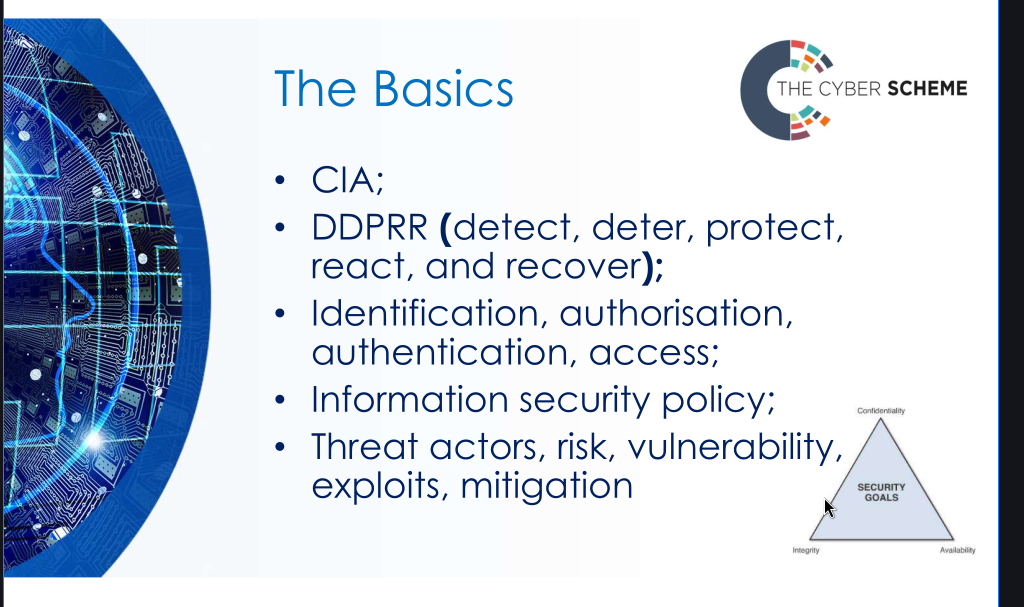 The Basics
THE CYBER SCHEME
• CIA;
• DDPRR (detect, deter, protect,
react, and recover);
• Identification, authorisation,
authentication, access;
• Information security policy;
• Threat actors, risk, vulnerability,
exploits, mitigation
Confidentiality
SECURITY
GOALS
Integrity
Availability